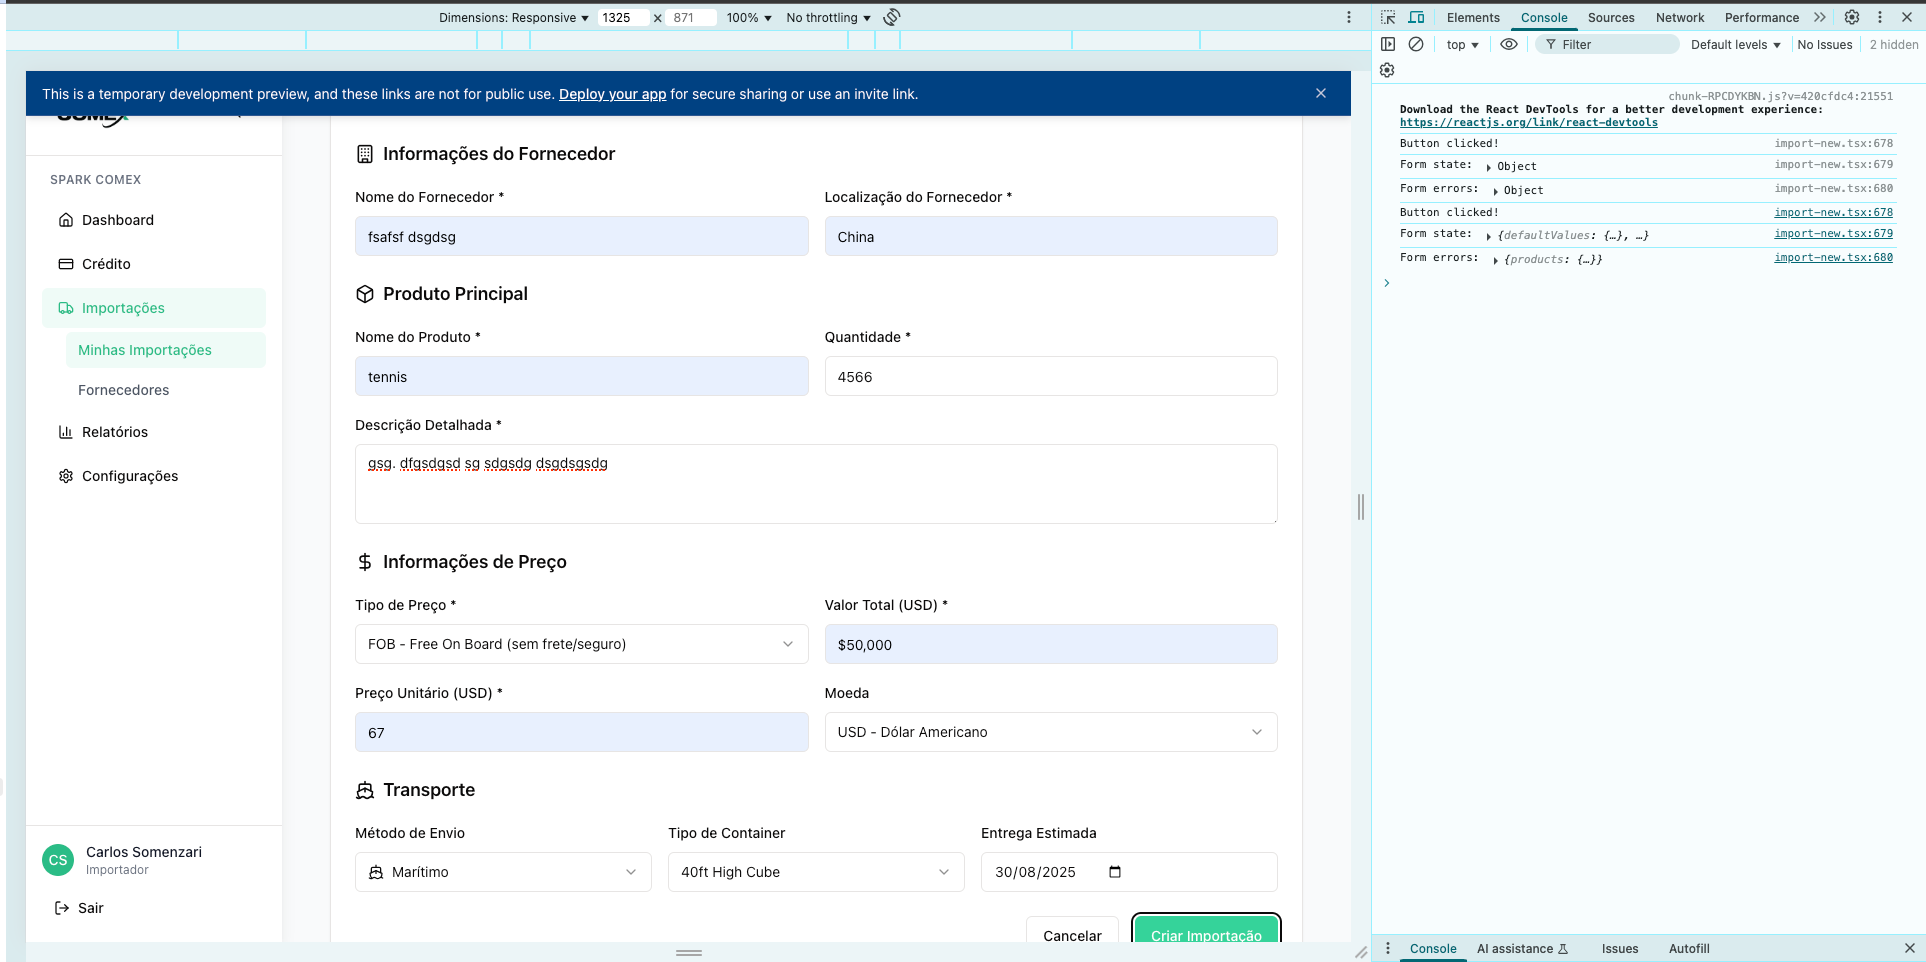 Dimensions: Responsive 1325 x 871 100% No throttling
This is a temporary development preview, and these links are not for public use. Deploy your app for secure sharing or use an invite link.
COMEX
SPARK COMEX
Dashboard
Crédito
Importações
Minhas Importações
Fornecedores
Relatórios
Configurações
CS
Carlos Somenzari
Importador
Sair
Informações do Fornecedor
Nome do Fornecedor * Localização do Fornecedor *
fsafsf dsgdsg China
Produto Principal
Nome do Produto * Quantidade *
tennis 4566
Descrição Detalhada *
gsg. dfgsdgsd sg sdgsdg dsgdsgsdg
Informações de Preço
Tipo de Preço * Valor Total (USD) *
FOB - Free On Board (sem frete/seguro) $50,000
Preço Unitário (USD) * Moeda
67 USD - Dólar Americano
Transporte
Método de Envio Tipo de Container Entrega Estimada
Marítimo 40ft High Cube 30/08/2025
Cancelar Criar Importação
Elements Console Sources Network Performance
top Filter Default levels No Issues 2 hidden
chunk-RPCDYKBN.js?v=420cfdc4:21551
Download the React DevTools for a better development experience:
https://reactjs.org/link/react-devtools
Button clicked! import-new.tsx:678
Form state: Object import-new.tsx:679
Form errors: Object import-new.tsx:680
Button clicked! import-new.tsx:678
Form state: {defaultValues: {…}, …} import-new.tsx:679
Form errors: {products: {…}} import-new.tsx:680
Console AI assistance Issues Autofill